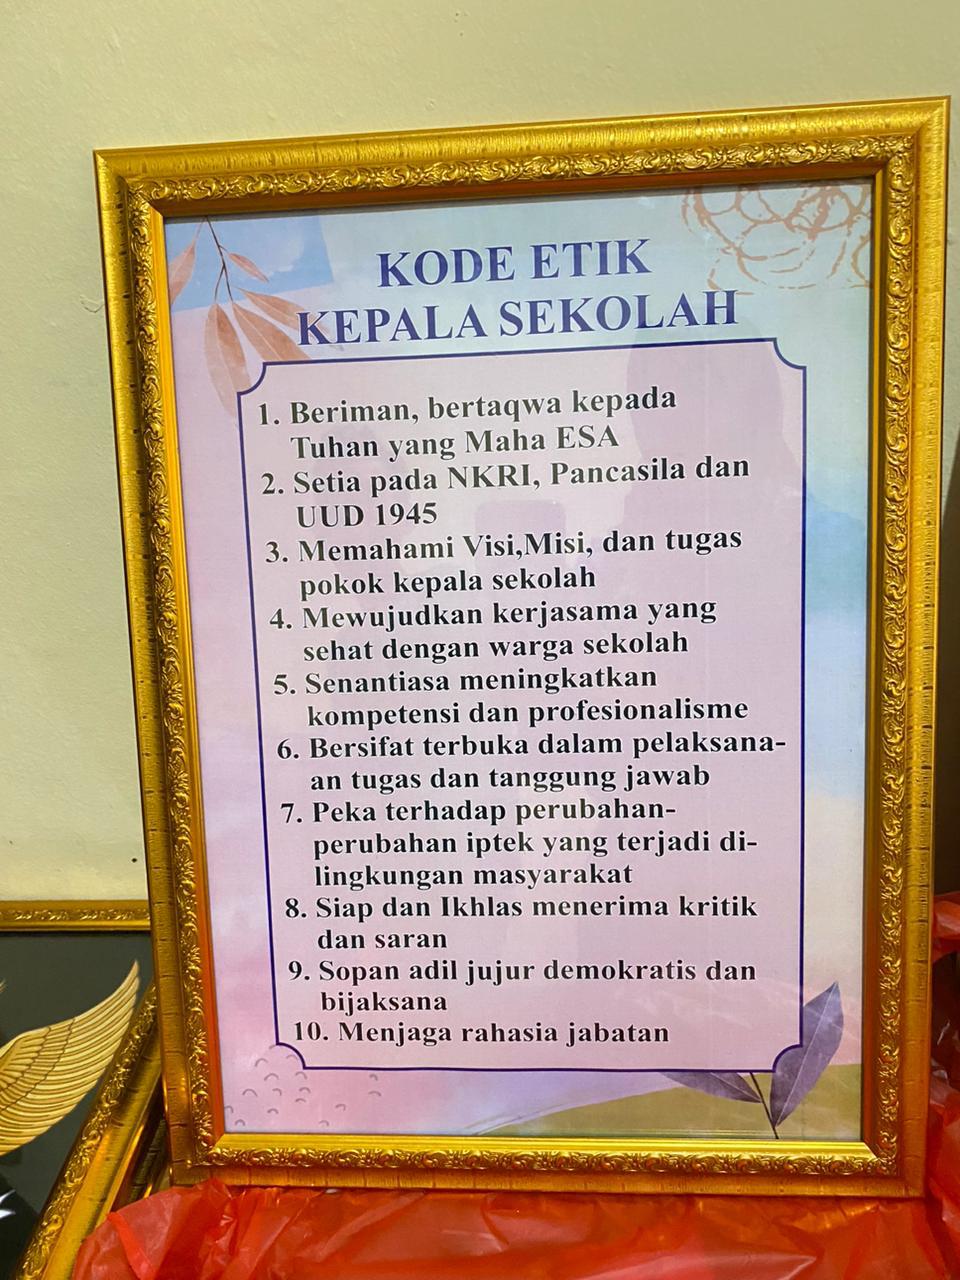 KODE ETIK
KEPALA SEKOLAH
1. Beriman, bertaqwa kepada
Tuhan yang Maha ESA
2. Setia pada NKRI, Pancasila dan
UUD 1945
3. Memahami Visi,Misi, dan tugas
pokok kepala sekolah
4. Mewujudkan kerjasama yang
sehat dengan warga sekolah
5. Senantiasa meningkatkan
kompetensi dan profesionalisme
6. Bersifat terbuka dalam pelaksana-
an tugas dan tanggung jawab
7. Peka terhadap perubahan-
perubahan iptek yang terjadi di-
lingkungan masyarakat
8. Siap dan Ikhlas menerima kritik
dan saran
9. Sopan adil jujur demokratis dan
bijaksana
10. Menjaga rahasia jabatan